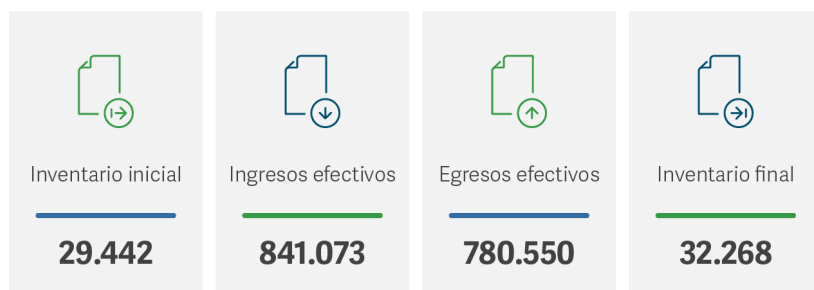 Inventario inicial
29.442
Ingresos efectivos
841.073
Egresos efectivos
780.550
Inventario final
32.268